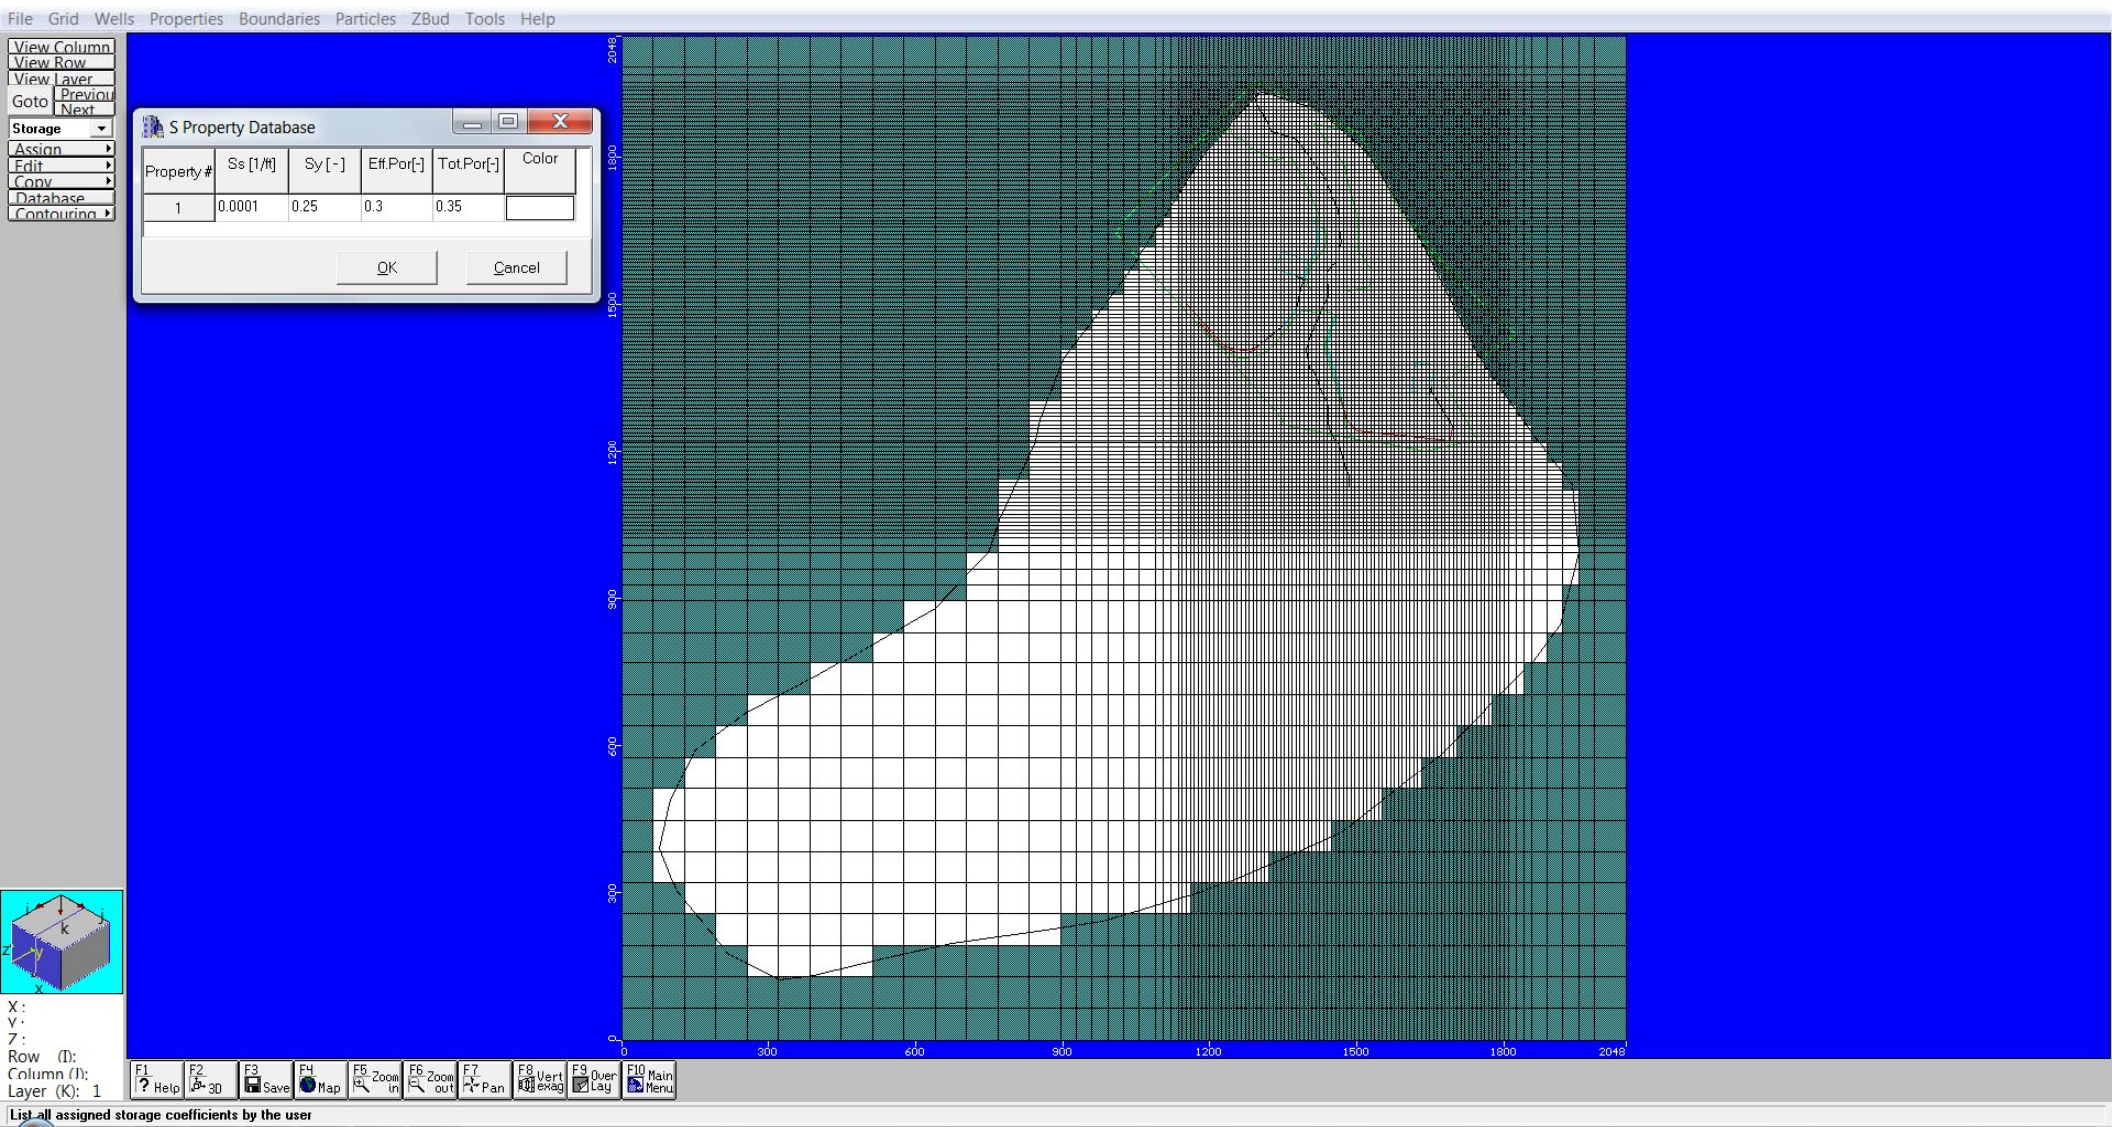 File Grid Wells Properties Boundaries Particles ZBud Tools Help
View Column
View Row
View Layer
Goto Previou
Next
Storage
Assign
Edit
Copy
Database
Contouring
S Property Database
Property # Ss [1/ft] Sy [ - ] Eff.Por[-] Tot.Por[-] Color
1 0.0001 0.25 0.3 0.35
OK Cancel
2048
1800
1500
1200
900
600
300
0
0 300 600 900 1200 1500 1800 2048
i j
k
Z y
x
X :
Y :
Z :
Row (I):
Column (J):
Layer (K): 1
F1 ? Help F2 3D F3 Save F4 Map F5 Zoom in F6 Zoom out F7 Pan F8 Vert exag F9 Over Lay F10 Main Menu
List all assigned storage coefficients by the user